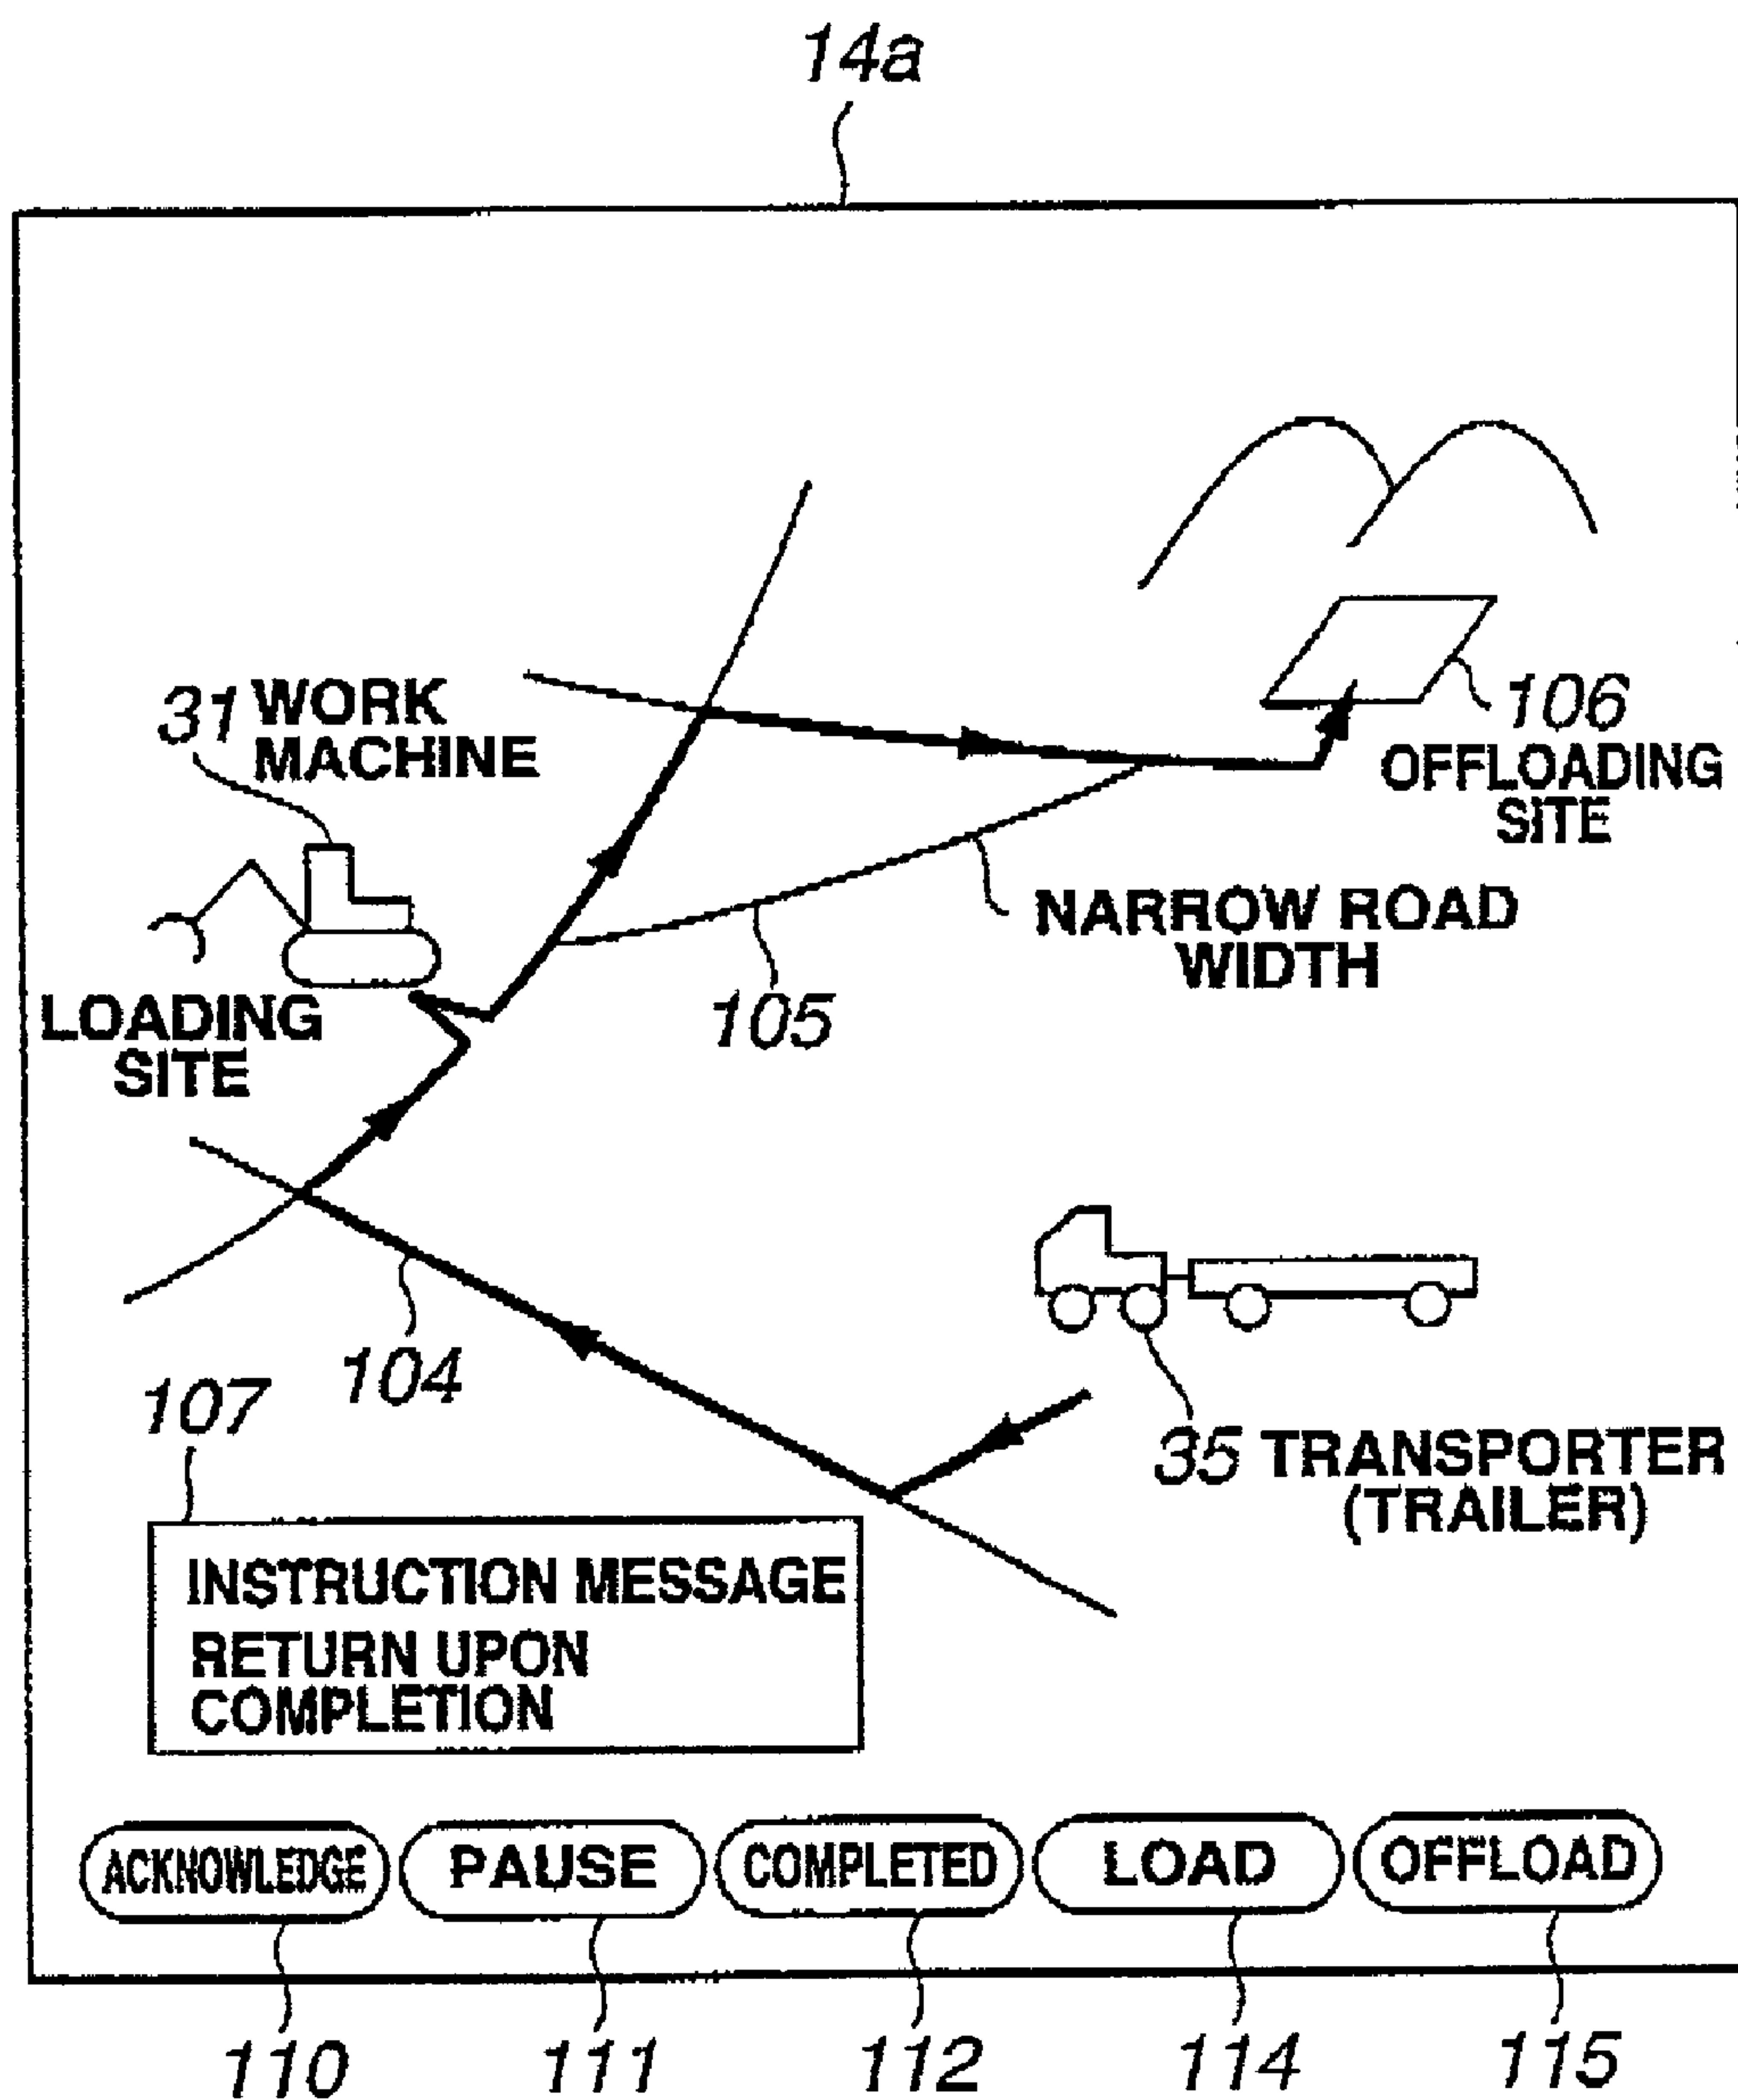 14a
31 WORK
MACHINE
106
OFFLOADING
SITE
NARROW ROAD
WIDTH
105
LOADING
SITE
104
107
35 TRANSPORTER
(TRAILER)
INSTRUCTION MESSAGE
RETURN UPON
COMPLETION
ACKNOWLEDGE PAUSE COMPLETED LOAD OFFLOAD
110 111 112 114 115